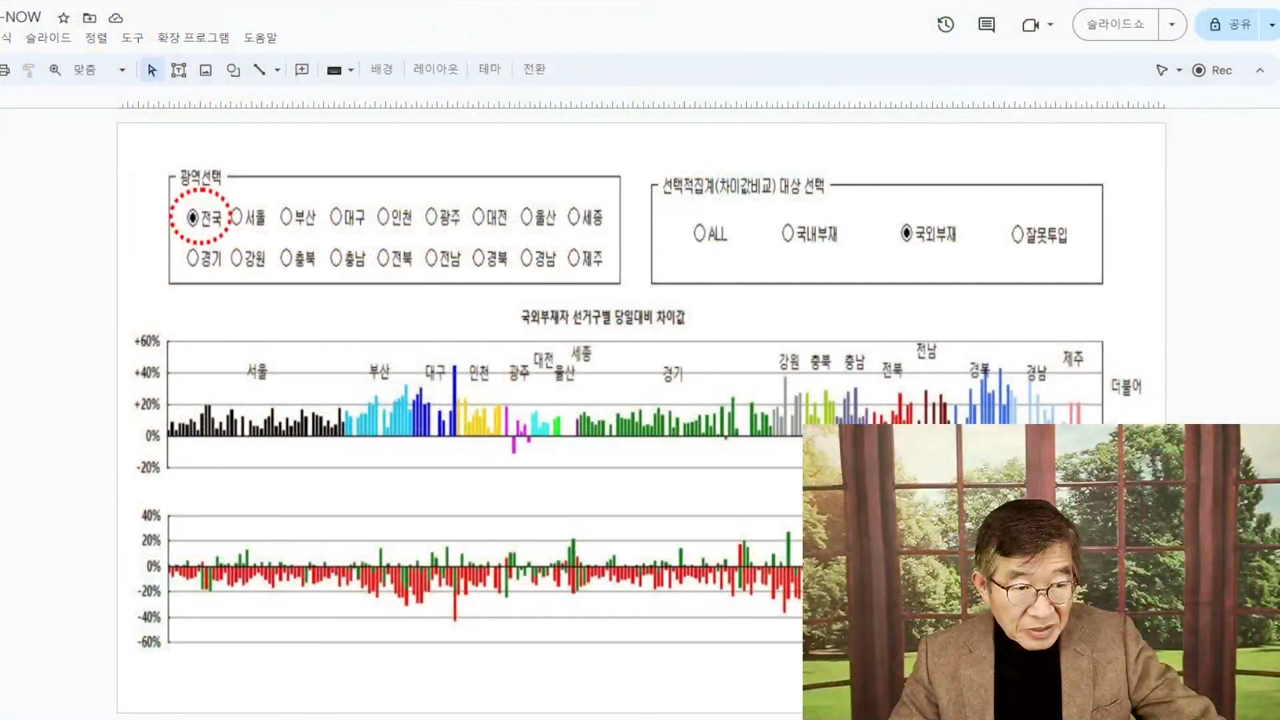 -NOW
식 슬라이드 정렬 도구 확장 프로그램 도움말
슬라이드쇼
공유
맞춤
배경 레이아웃 테마 전환
Rec
광역선택
전국 서울 부산 대구 인천 광주 대전 울산 세종
경기 강원 충북 충남 전북 전남 경북 경남 제주
선택적집계(차이값비교) 대상 선택
ALL 국내부재 국외부재 잘못투입
국외부재자 선거구별 당일대비 차이값
+60%
+40%
+20%
0%
-20%
서울 부산 대구 인천 광주 대전 울산 세종 경기 강원 충북 충남 전북 전남 경북 경남 제주
더불어
40%
20%
0%
-20%
-40%
-60%